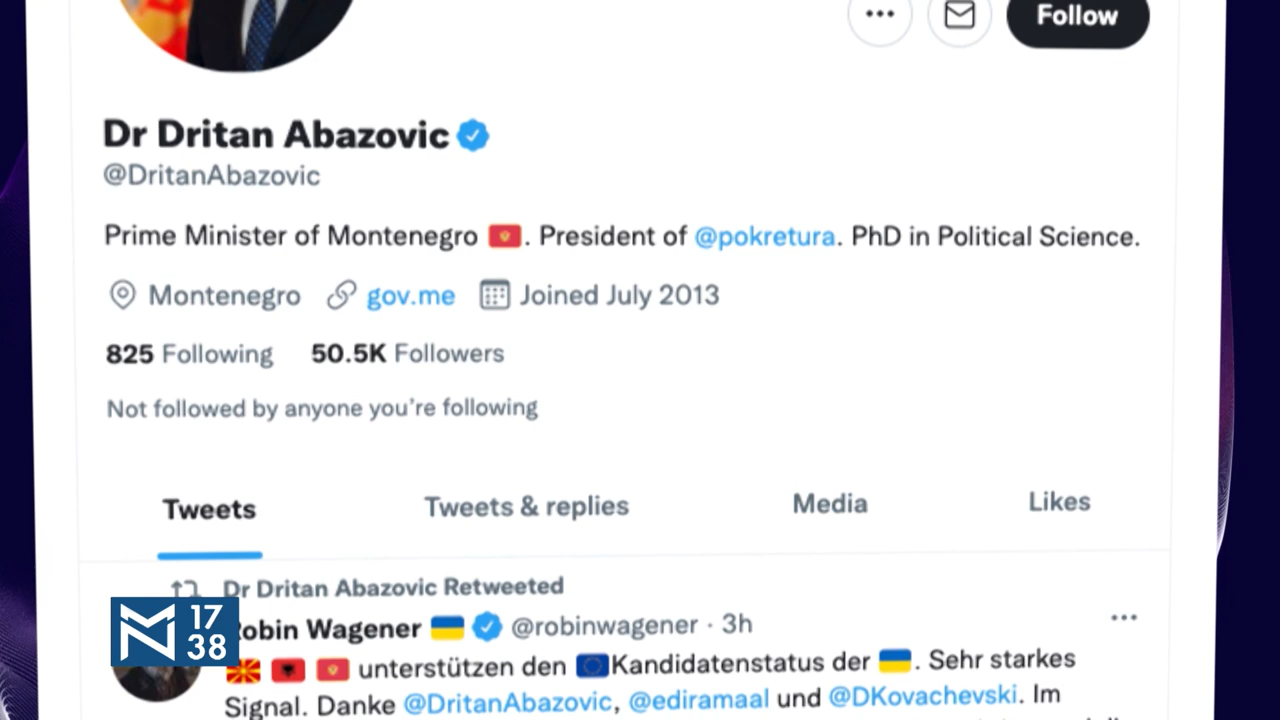 Follow
Dr Dritan Abazovic
@DritanAbazovic
Prime Minister of Montenegro 🇲🇪. President of @pokretura. PhD in Political Science.
Montenegro gov.me Joined July 2013
825 Following 50.5K Followers
Not followed by anyone you're following
Tweets Tweets & replies Media Likes
Dr Dritan Abazovic Retweeted
Robin Wagener 🇺🇦 @robinwagener · 3h
🇲🇰 🇦🇱 🇲🇪 unterstützen den 🇪🇺Kandidatenstatus der 🇺🇦. Sehr starkes
Signal. Danke @DritanAbazovic, @ediramaal und @DKovachevski. Im
M 17
38